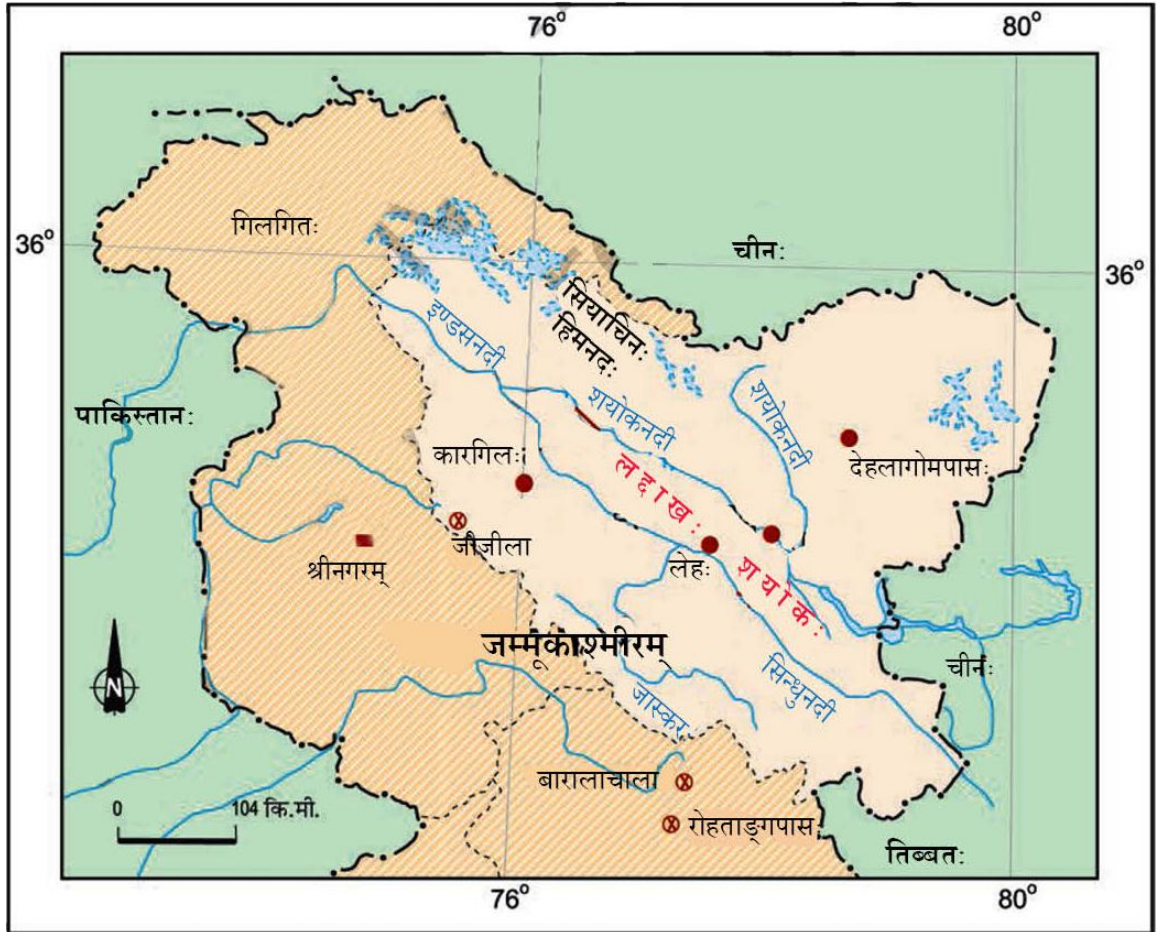 76°
80°
गिलगितः
36°
चीनः
36°
सियाचिनः
हिमनदः
इण्डसनदी
शयोकनदी
शयोकनदी
पाकिस्तानः
कारगिलः
देहलागोमपासः
लद्दाखः
जीजीला
श्रीनगरम्
लेहः
शयोकः
जम्मूकाश्मीरम्
चीनः
N
जास्कर
सिन्धुनदी
बारालाचाला
0
104 कि.मी.
रोहताङ्गपासः
तिब्बतः
76°
80°